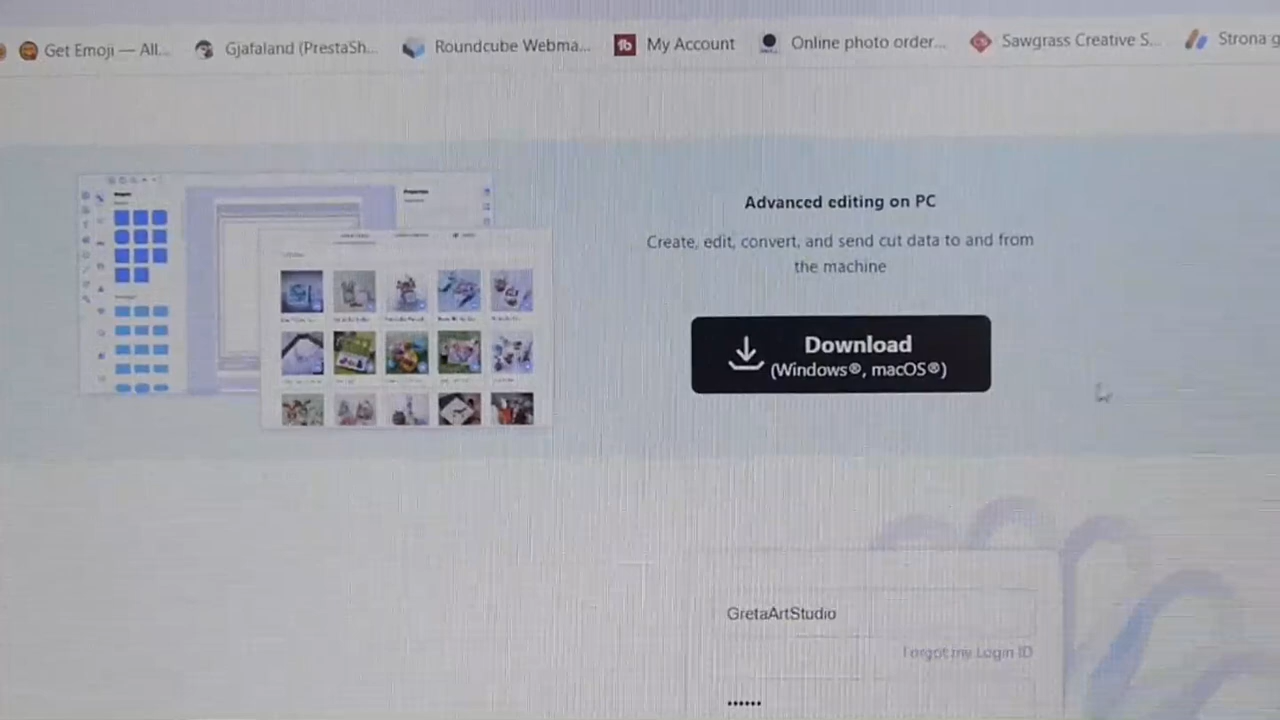 Get Emoji — All...
Gjafaland (PrestaSh...
Roundcube Webma...
My Account
Online photo order...
Sawgrass Creative S...
Strona g
Advanced editing on PC
Create, edit, convert, and send cut data to and from
the machine
Download
(Windows®, macOS®)
GretaArtStudio
I forgot my Login ID
••••••